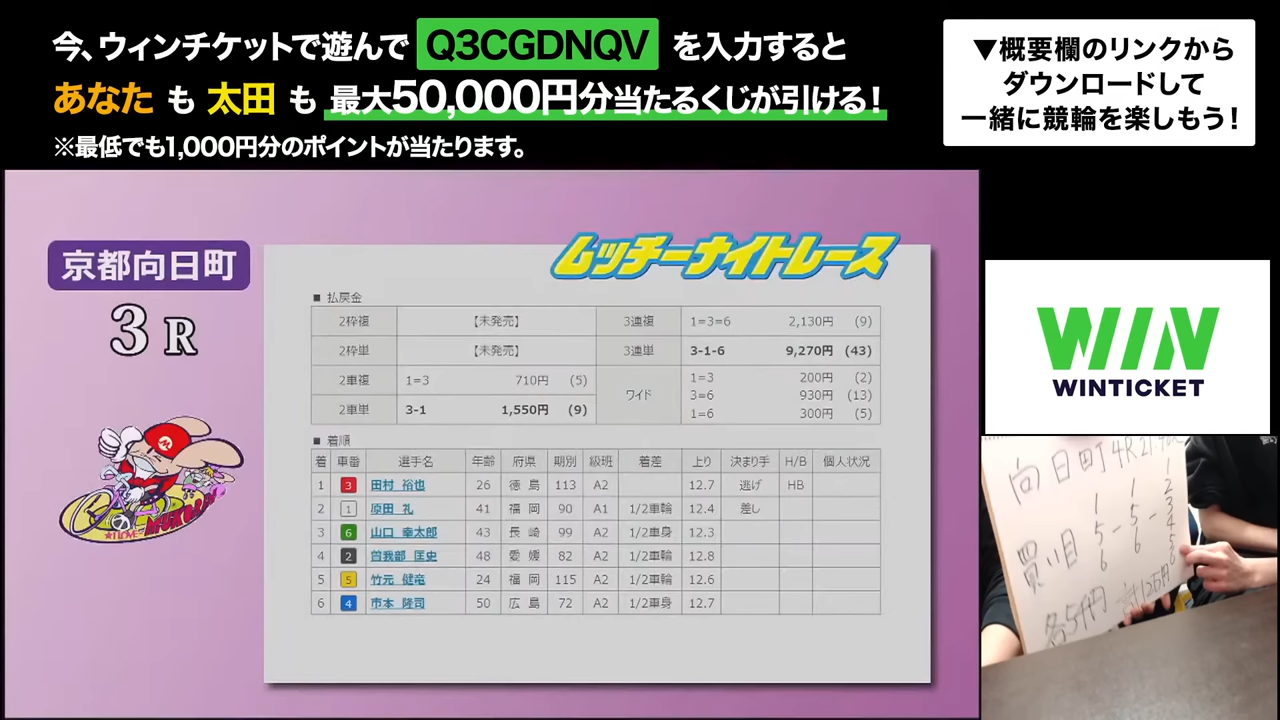 今、ウィンチケットで遊んで Q3CGDNQV を入力すると
あなた も 太田 も 最大50,000円分当たるくじが引ける!
※最低でも1,000円分のポイントが当たります。
▼概要欄のリンクから
ダウンロードして
一緒に競輪を楽しもう!
京都向日町
3R
ムッチーナイトレース
■ 払戻金
2枠複 【未発売】 3連複 1=3=6 2,130円 (9)
2枠単 【未発売】 3連単 3-1-6 9,270円 (43)
2車複 1=3 710円 (5) ワイド 1=3 200円 (2)
3=6 930円 (13)
2車単 3-1 1,550円 (9) 1=6 300円 (5)
■ 着順
着 車番 選手名 年齢 府県 期別 級班 着差 上り 決まり手 H/B 個人状況
1 3 田村 裕也 26 徳島 113 A2 12.7 逃げ HB
2 1 原田 礼 41 福岡 90 A1 1/2車輪 12.4 差し
3 6 山口 幸太郎 43 長崎 99 A2 1/2車身 12.3
4 2 曽我部 匡史 48 愛媛 82 A2 1/2車輪 12.8
5 5 竹元 健竜 24 福岡 115 A2 1/2車輪 12.6
6 4 市本 隆司 50 広島 72 A2 1/2車身 12.7
WIN
WINTICKET
向日町 4R
1 1 1
2
買い目 5 - 5 - 3
4
6 6 5
6
各5千円 計